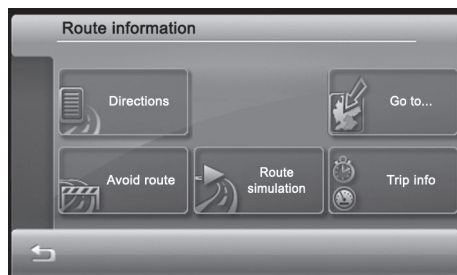 Route information
Directions
Go to...
Avoid route
Route
simulation
Trip info